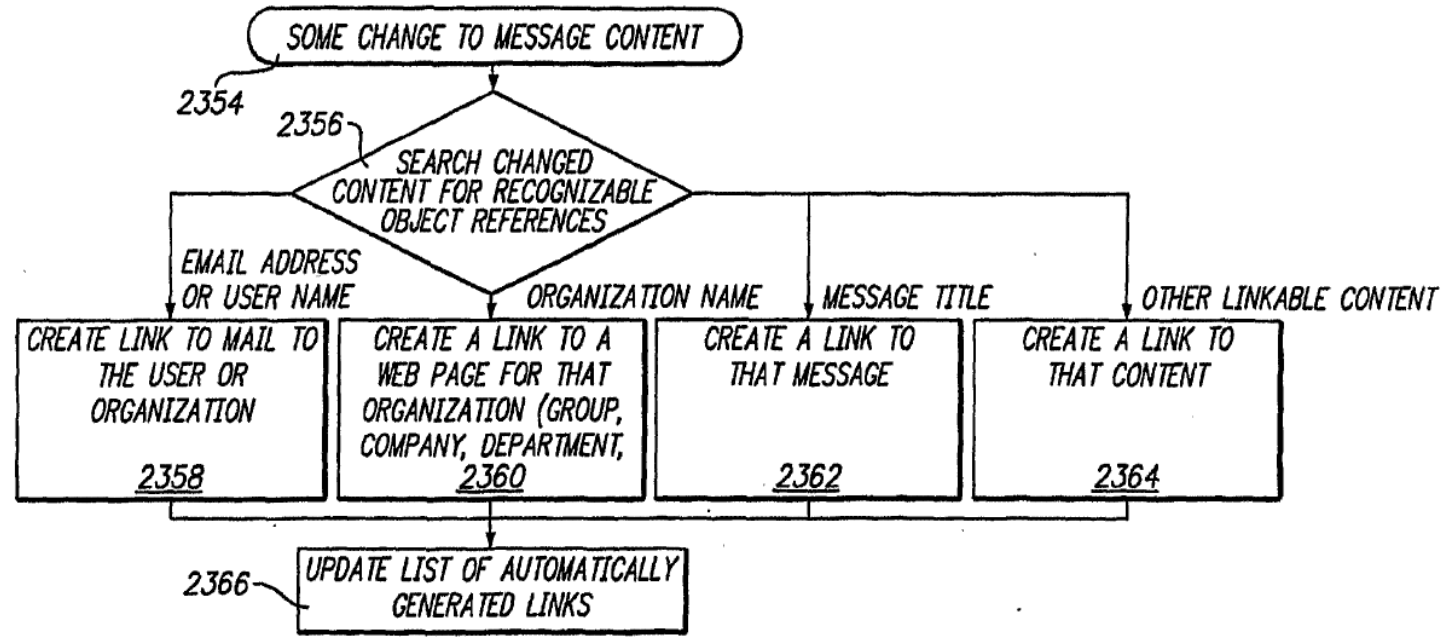 SOME CHANGE TO MESSAGE CONTENT
2354
2356
SEARCH CHANGED
CONTENT FOR RECOGNIZABLE
OBJECT REFERENCES
EMAIL ADDRESS
OR USER NAME
ORGANIZATION NAME
MESSAGE TITLE
OTHER LINKABLE CONTENT
CREATE LINK TO MAIL TO
THE USER OR
ORGANIZATION
2358
CREATE A LINK TO A
WEB PAGE FOR THAT
ORGANIZATION (GROUP,
COMPANY, DEPARTMENT,
2360
CREATE A LINK TO
THAT MESSAGE
2362
CREATE A LINK TO
THAT CONTENT
2364
2366
UPDATE LIST OF AUTOMATICALLY
GENERATED LINKS